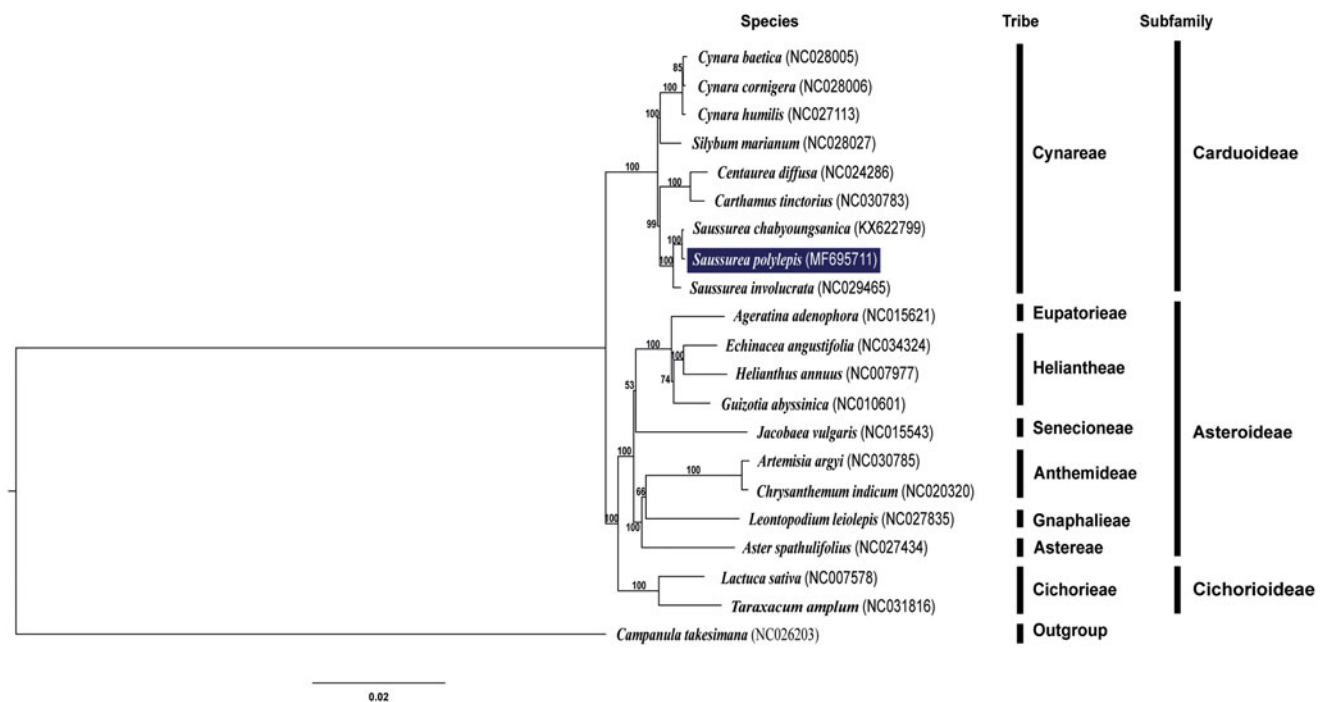 Species Tribe Subfamily
Cynara baetica (NC028005)
85
Cynara cornigera (NC028006)
100
Cynara humilis (NC027113)
100
Silybum marianum (NC028027)
Cynareae
Carduoideae
100
Centaurea diffusa (NC024286)
100
Carthamus tinctorius (NC030783)
99
Saussurea chabyoungsanica (KX622799)
100
Saussurea polylepis (MF695711)
100
Saussurea involucrata (NC029465)
Ageratina adenophora (NC015621)
Eupatorieae
100
Echinacea angustifolia (NC034324)
100
Helianthus annuus (NC007977)
Heliantheae
74
53
Guizotia abyssinica (NC010601)
Jacobaea vulgaris (NC015543)
Senecioneae
Asteroideae
100
Artemisia argyi (NC030785)
100
Anthemideae
Chrysanthemum indicum (NC020320)
66
Leontopodium leiolepis (NC027835)
Gnaphalieae
100
100
Aster spathulifolius (NC027434)
Astereae
Lactuca sativa (NC007578)
100
Cichorieae
Cichorioideae
Taraxacum amplum (NC031816)
Campanula takesimana (NC026203)
Outgroup
0.02